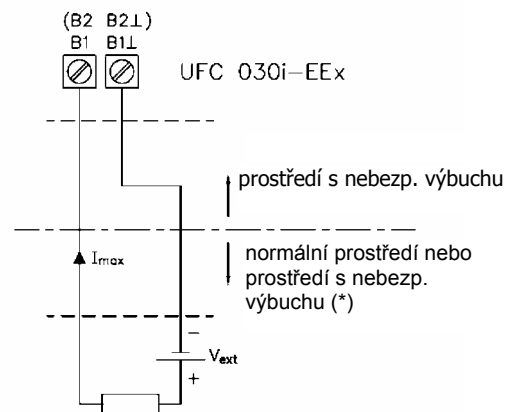 (B2 B2⊥)
B1 B1⊥
UFC 030i-EEx
prostředí s nebezp. výbuchu
normální prostředí nebo
prostředí s nebezp.
výbuchu (*)
Imax
−
Vext
+